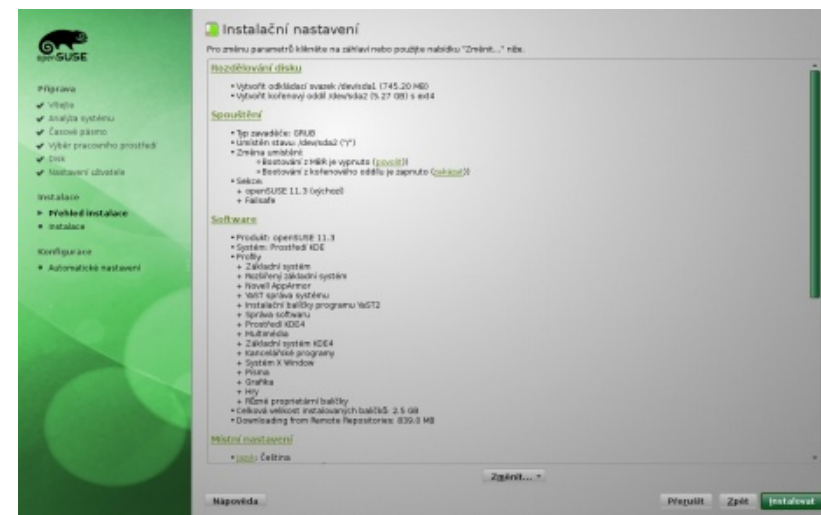 openSUSE
Příprava
Vítejte
Analýza systému
Časové pásmo
Výběr pracovního prostředí
Disk
Nastavení uživatele
Instalace
Přehled instalace
Instalace
Konfigurace
Automatické nastavení
Instalační nastavení
Pro změnu parametrů klikněte na záhlaví nebo použijte nabídku "Změnit..." níže.
Rozdělování disku
• Vytvořit odkládací svazek /dev/sda1 (745.20 MB)
• Vytvořit kořenový oddíl /dev/sda2 (5.27 GB) s ext4
Spouštění
• Typ zavaděče: GRUB
• Umístění stavu: /dev/sda2 ("/")
• Změna umístění:
Bootování z MBR je vypnuto (povolit))
Bootování z kořenového oddílu je zapnuto (zakázat))
• Sekce:
+ openSUSE 11.3 (výchozí)
+ Failsafe
Software
• Produkt: openSUSE 11.3
• Systém: Prostředí KDE
• Profily
+ Základní systém
+ Rozšířený základní systém
+ Novell AppArmor
+ YaST správa systému
+ Instalační balíčky programu YaST2
+ Správa softwaru
+ Prostředí KDE4
+ Multimédia
+ Základní systém KDE4
+ Kancelářské programy
+ Systém X Window
+ Písma
+ Grafika
+ Hry
+ Různé proprietární balíčky
• Celková velikost instalovaných balíčků: 2.5 GB
• Downloading from Remote Repositories: 839.0 MB
Místní nastavení
• Jazyk: Čeština
Změnit...
Nápověda
Přerušit
Zpět
Instalovat